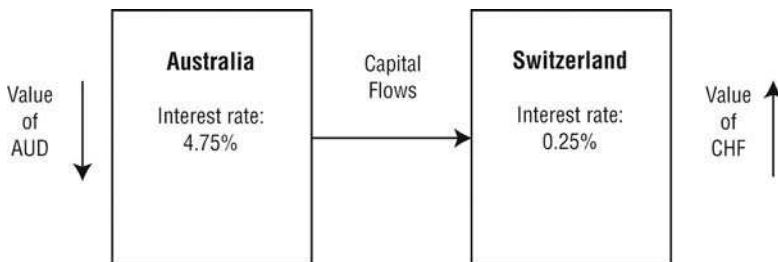 Value
of
AUD
Australia
Interest rate:
4.75%
Capital
Flows
Switzerland
Interest rate:
0.25%
Value
of
CHF